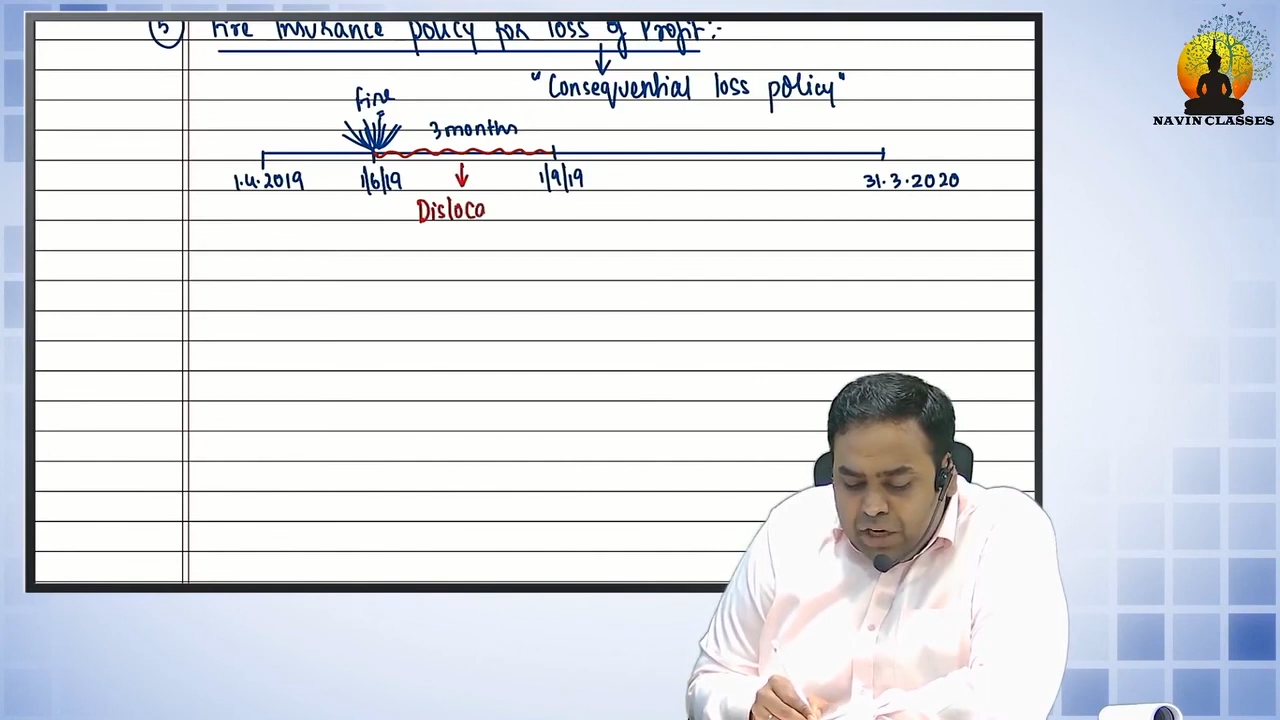 5 Fire Insurance policy for loss of Profit:-
"Consequential loss policy"
fire
3 months
1.4.2019 1/6/19 1/9/19 31.3.2020
Disloca
NAVIN CLASSES